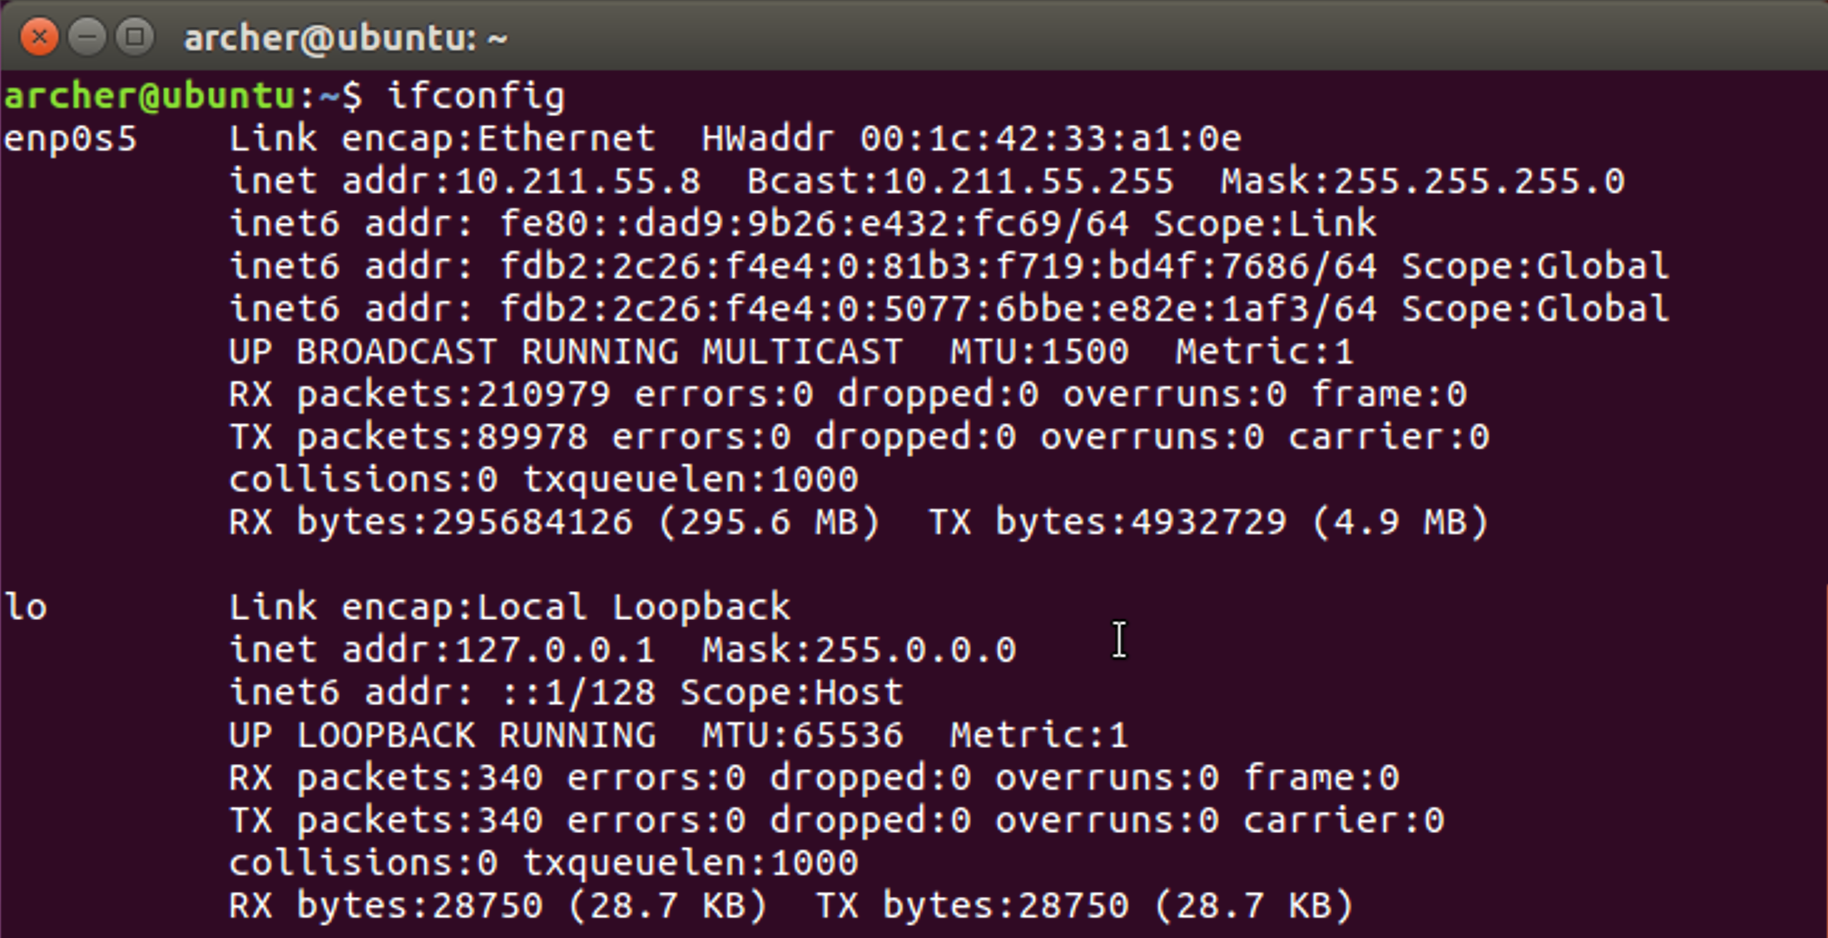 archer@ubuntu: ~
archer@ubuntu:~$ ifconfig
enp0s5    Link encap:Ethernet  HWaddr 00:1c:42:33:a1:0e
          inet addr:10.211.55.8  Bcast:10.211.55.255  Mask:255.255.255.0
          inet6 addr: fe80::dad9:9b26:e432:fc69/64 Scope:Link
          inet6 addr: fdb2:2c26:f4e4:0:81b3:f719:bd4f:7686/64 Scope:Global
          inet6 addr: fdb2:2c26:f4e4:0:5077:6bbe:e82e:1af3/64 Scope:Global
          UP BROADCAST RUNNING MULTICAST  MTU:1500  Metric:1
          RX packets:210979 errors:0 dropped:0 overruns:0 frame:0
          TX packets:89978 errors:0 dropped:0 overruns:0 carrier:0
          collisions:0 txqueuelen:1000
          RX bytes:295684126 (295.6 MB)  TX bytes:4932729 (4.9 MB)

lo        Link encap:Local Loopback
          inet addr:127.0.0.1  Mask:255.0.0.0
          inet6 addr: ::1/128 Scope:Host
          UP LOOPBACK RUNNING  MTU:65536  Metric:1
          RX packets:340 errors:0 dropped:0 overruns:0 frame:0
          TX packets:340 errors:0 dropped:0 overruns:0 carrier:0
          collisions:0 txqueuelen:1000
          RX bytes:28750 (28.7 KB)  TX bytes:28750 (28.7 KB)